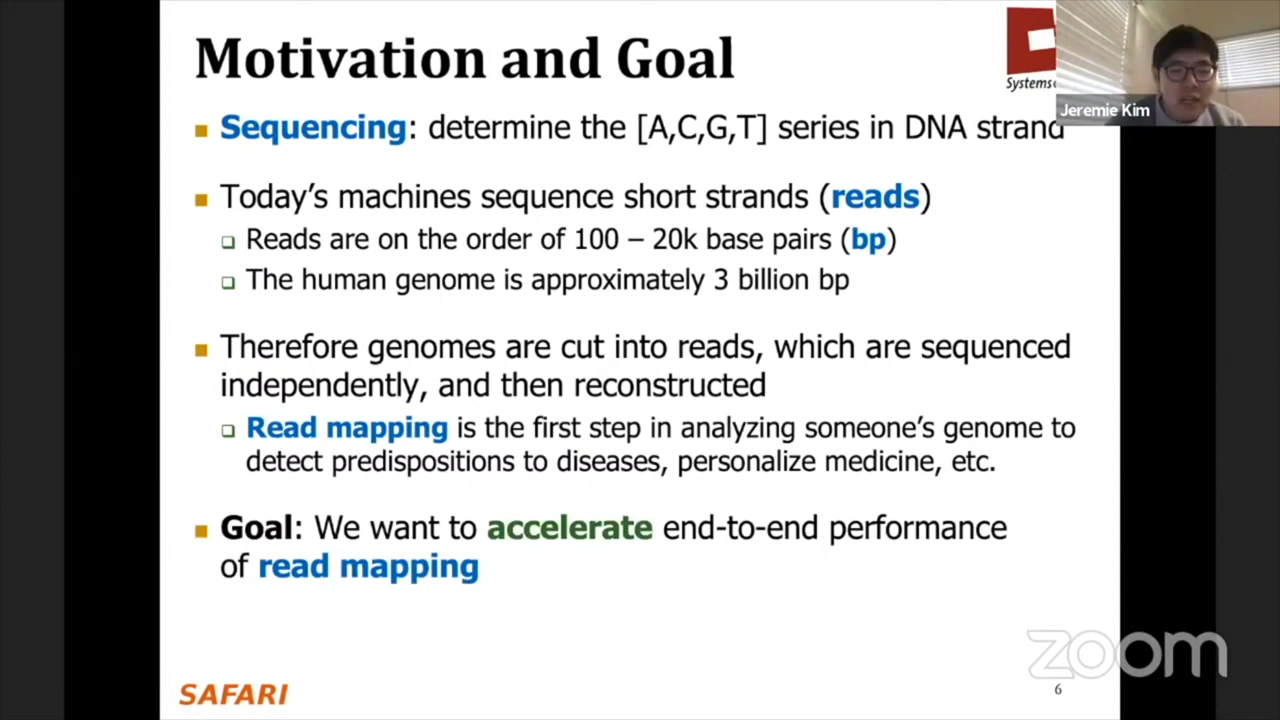 Motivation and Goal
Systems
Jeremie Kim
Sequencing: determine the [A,C,G,T] series in DNA strand
Today's machines sequence short strands (reads)
Reads are on the order of 100 – 20k base pairs (bp)
The human genome is approximately 3 billion bp
Therefore genomes are cut into reads, which are sequenced
independently, and then reconstructed
Read mapping is the first step in analyzing someone's genome to
detect predispositions to diseases, personalize medicine, etc.
Goal: We want to accelerate end-to-end performance
of read mapping
zoom
SAFARI
6